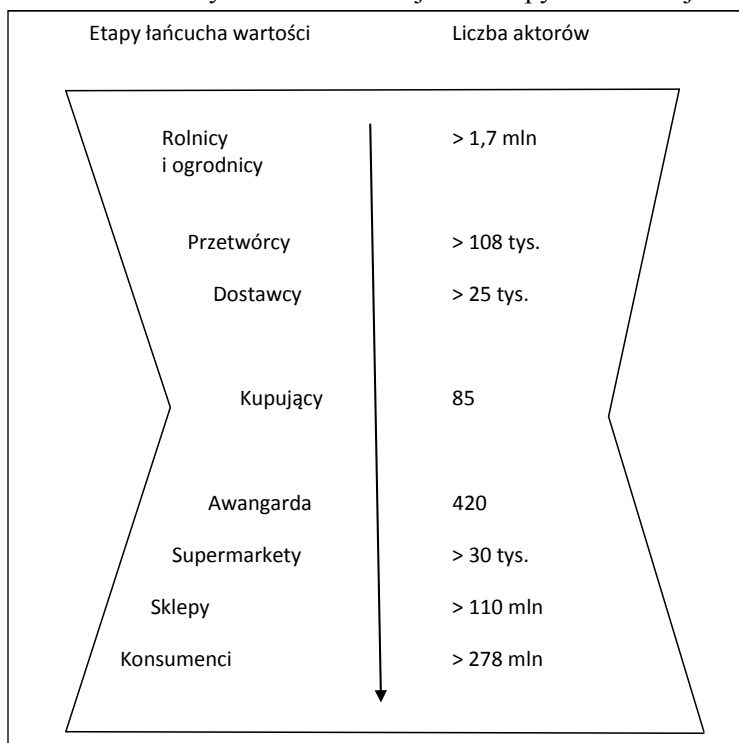 Etapy łańcucha wartości Liczba aktorów
Rolnicy > 1,7 mln
i ogrodnicy
Przetwórcy > 108 tys.
Dostawcy > 25 tys.
Kupujący 85
Awangarda 420
Supermarkety > 30 tys.
Sklepy > 110 mln
Konsumenci > 278 mln